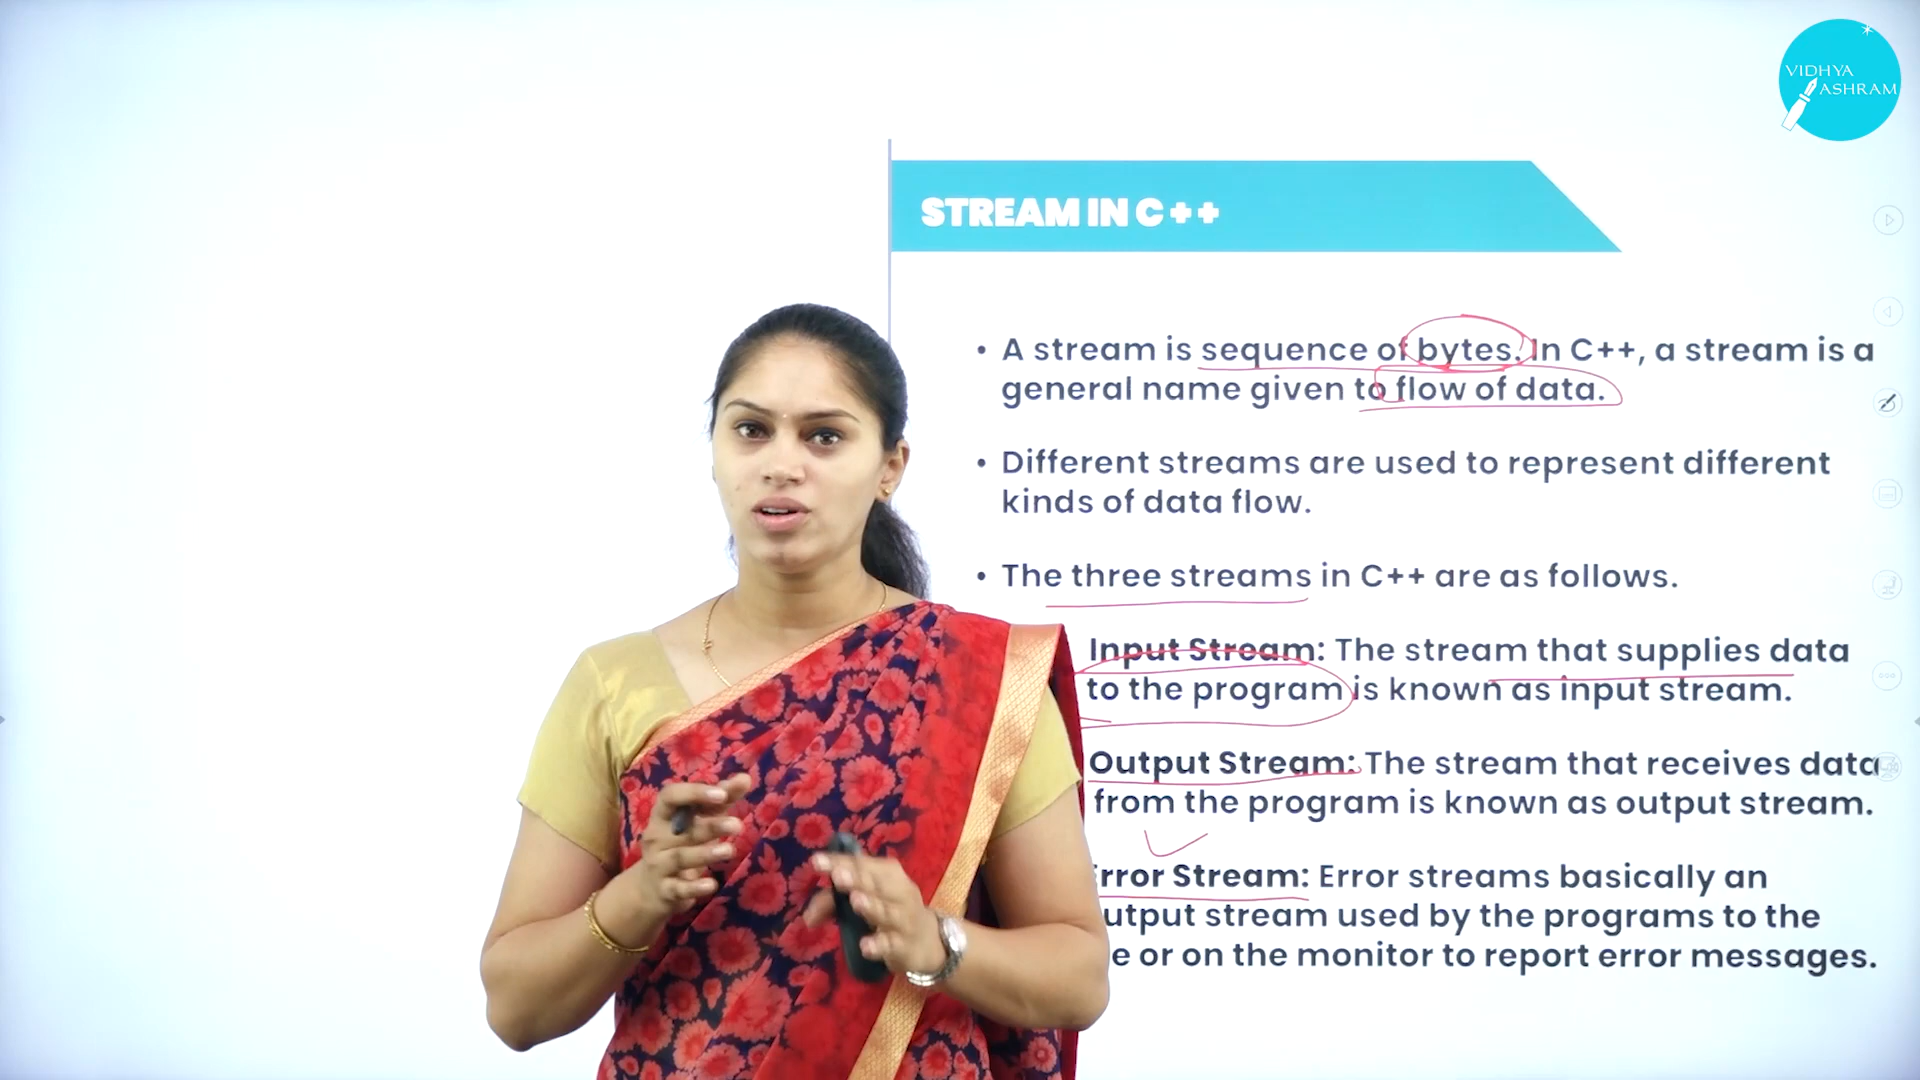 VIDHYA
ASHRAM
STREAM IN C++
• A stream is sequence of bytes. In C++, a stream is a
general name given to flow of data.
• Different streams are used to represent different
kinds of data flow.
• The three streams in C++ are as follows.
Input Stream: The stream that supplies data
to the program is known as input stream.
Output Stream: The stream that receives data
from the program is known as output stream.
Stream: Error streams basically an
stream used by the programs to the
or on the monitor to report error messages.